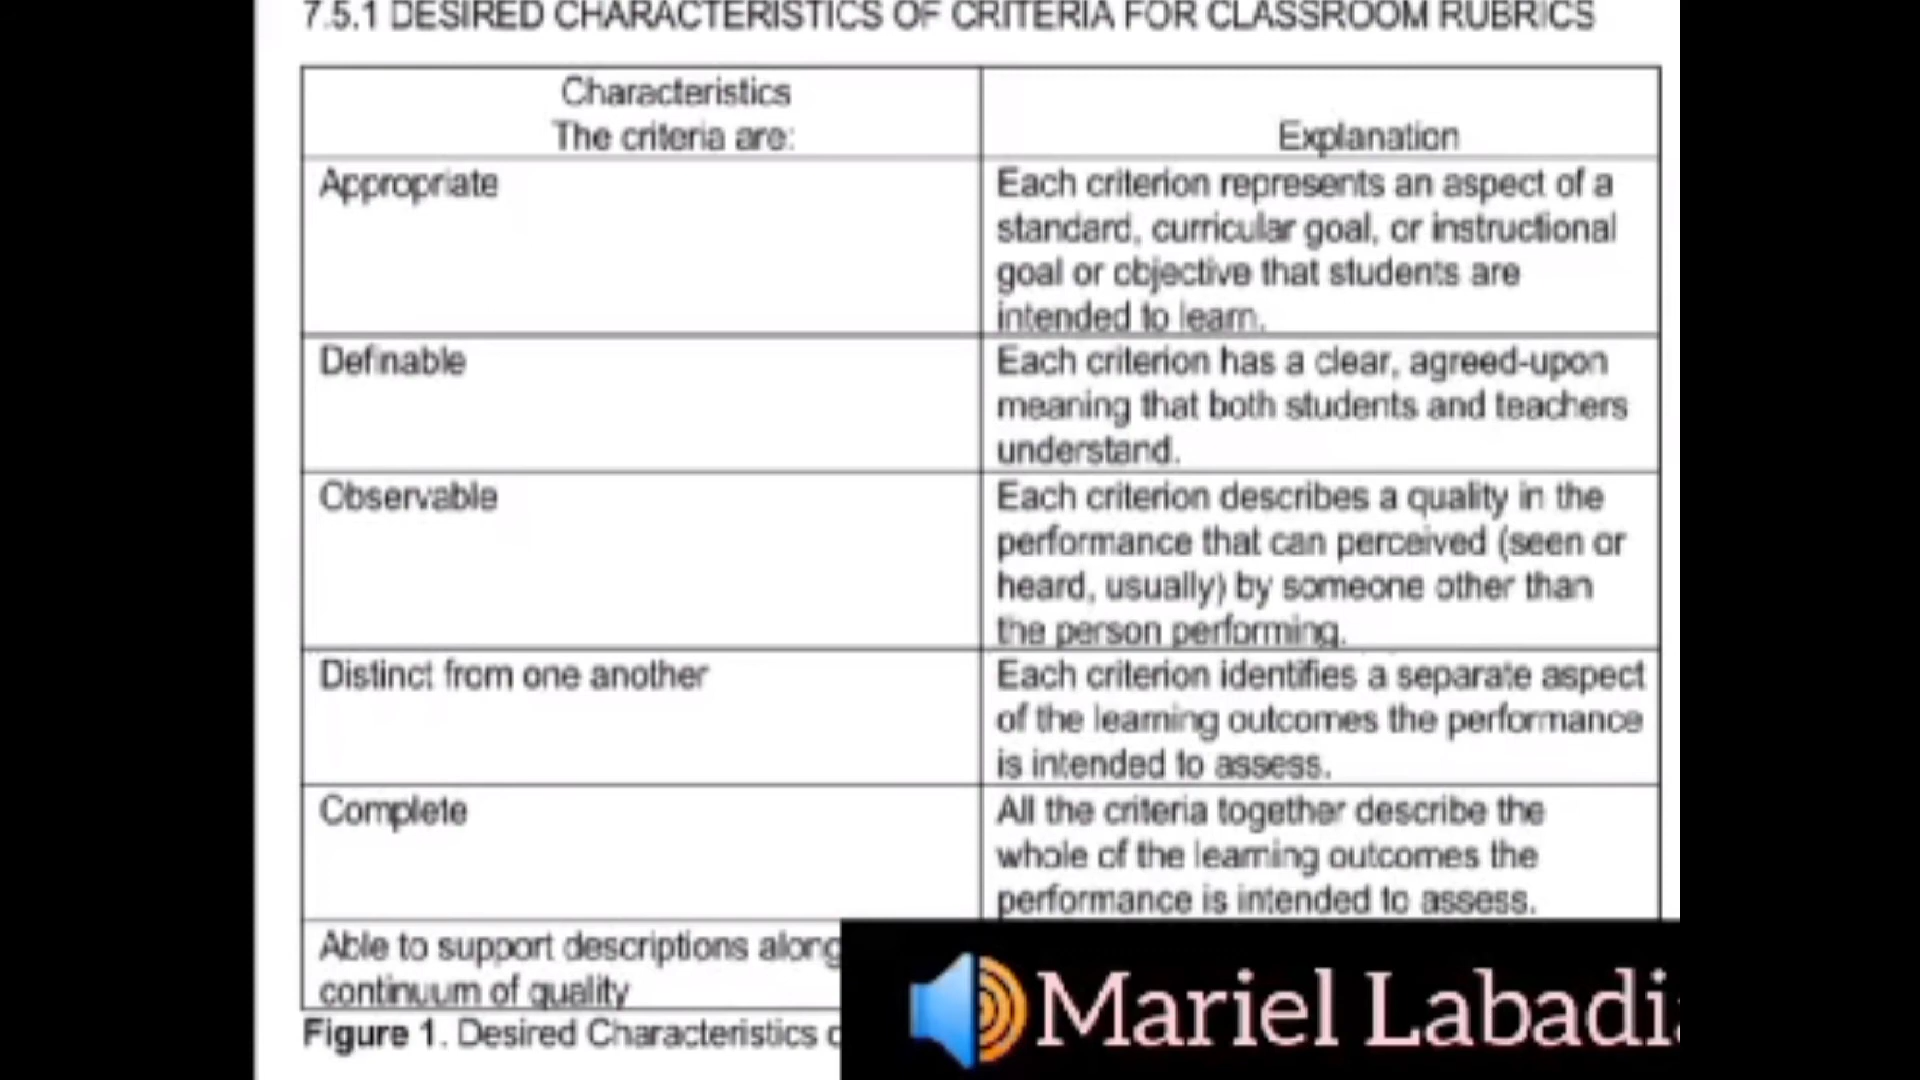 7.5.1 DESIRED CHARACTERISTICS OF CRITERIA FOR CLASSROOM RUBRICS
Characteristics
The criteria are:
Explanation
Appropriate
Each criterion represents an aspect of a
standard, curricular goal, or instructional
goal or objective that students are
intended to learn.
Definable
Each criterion has a clear, agreed-upon
meaning that both students and teachers
understand.
Observable
Each criterion describes a quality in the
performance that can perceived (seen or
heard, usually) by someone other than
the person performing.
Distinct from one another
Each criterion identifies a separate aspect
of the learning outcomes the performance
is intended to assess.
Complete
All the criteria together describe the
whole of the learning outcomes the
performance is intended to assess.
Able to support descriptions along
continuum of quality
Figure 1. Desired Characteristics
Mariel